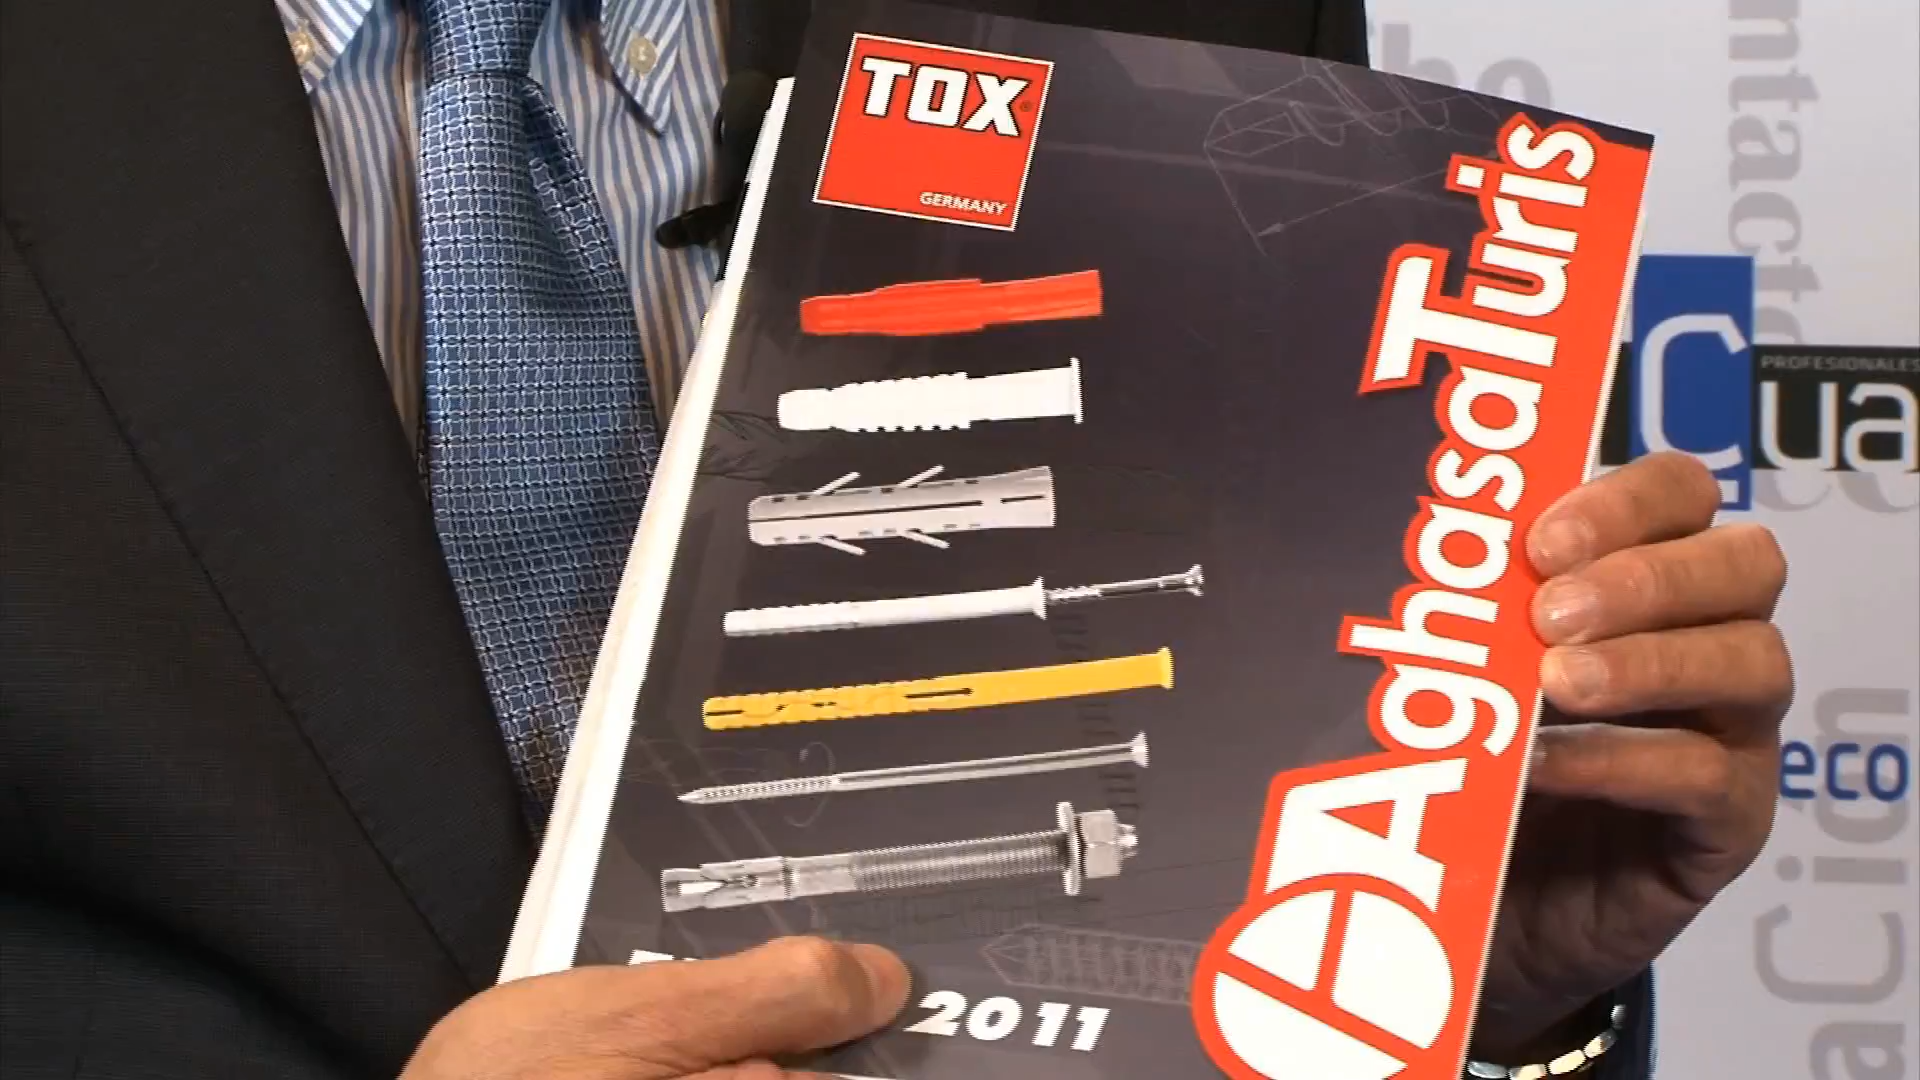 TOX®
GERMANY
AghasaTuris
2011
PROFESIONALES
Cua
eco